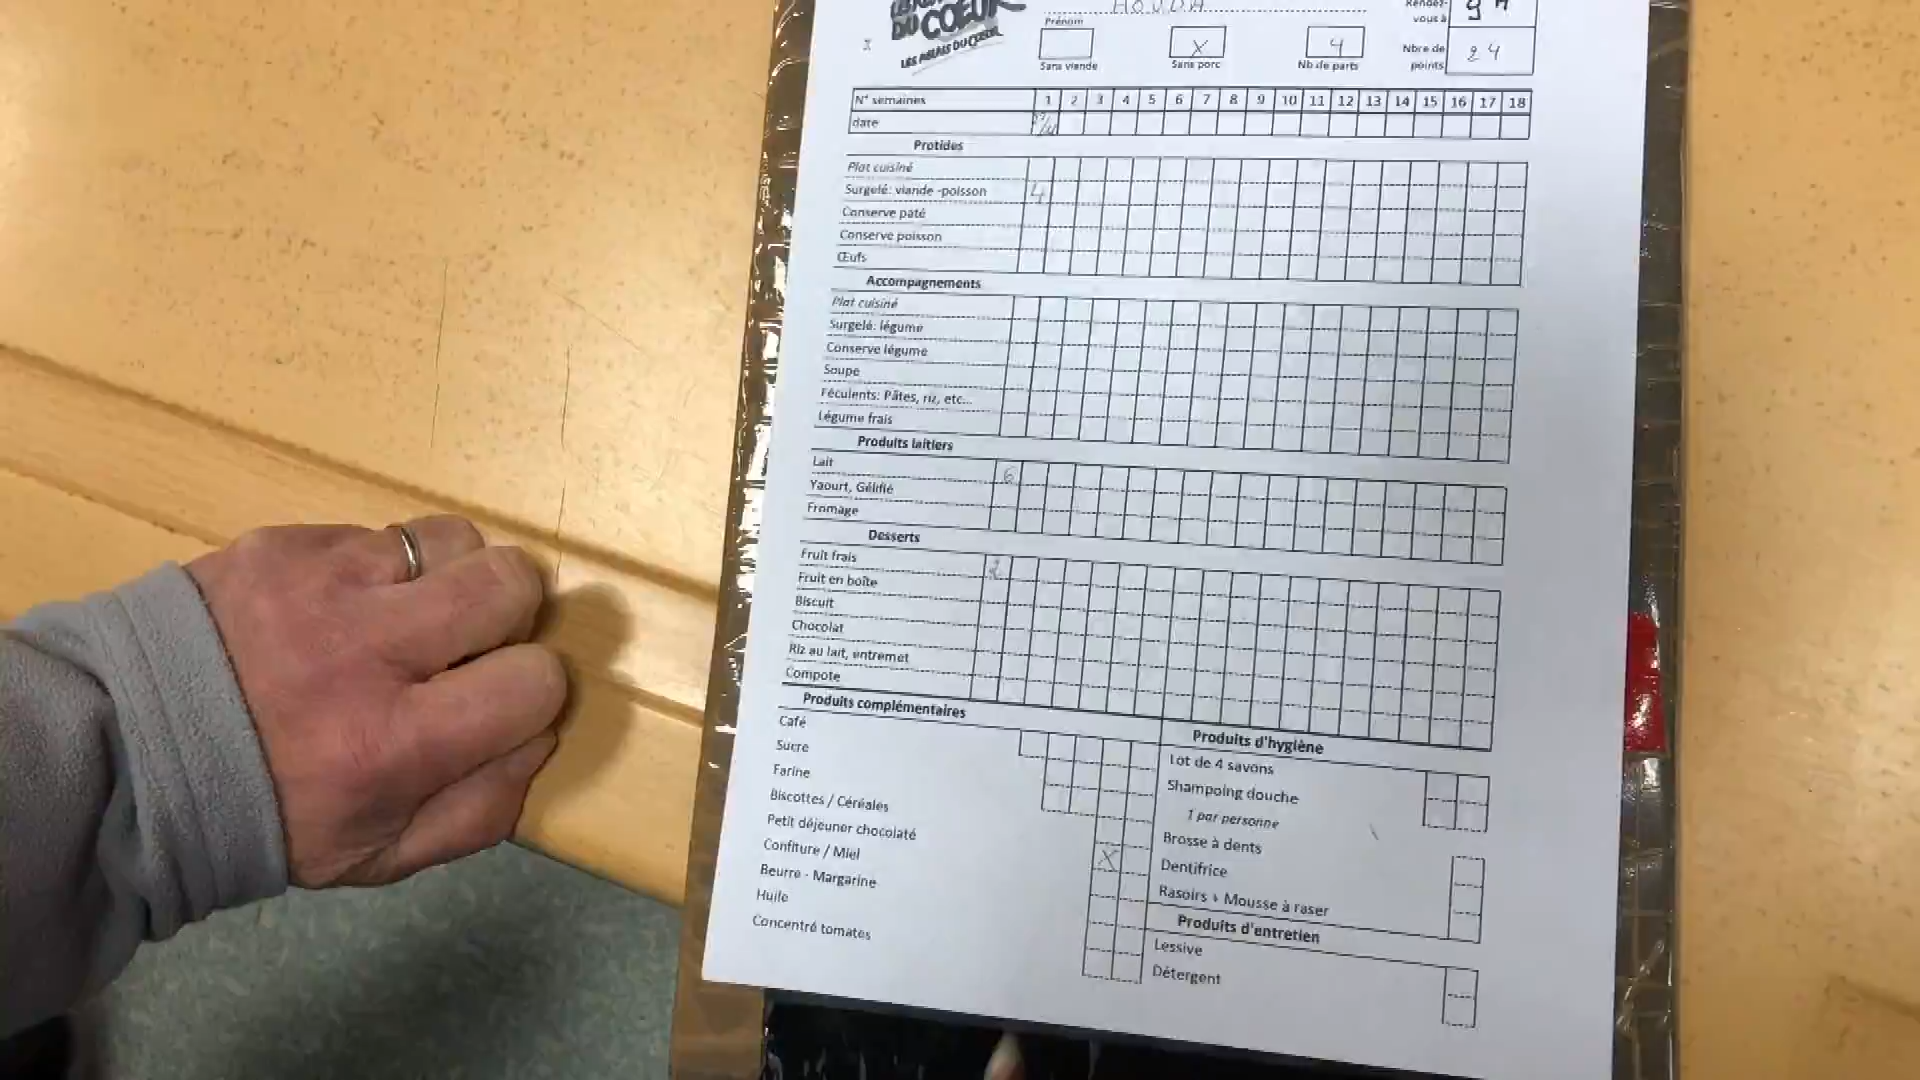 DU COEUR
LES RELAIS DU CŒUR
HOUDA
Prénom
Rendez-
vous à
9 H
X
4
Sans viande
Sans porc
Nb de parts
Nbre de
points
24
N° semaines 1 2 3 4 5 6 7 8 9 10 11 12 13 14 15 16 17 18
date
Protides
Plat cuisiné
Surgelé: viande -poisson 4
Conserve paté
Conserve poisson
Œufs
Accompagnements
Plat cuisiné
Surgelé: légume
Conserve légume
Soupe
Féculents: Pâtes, riz, etc...
Légume frais
Produits laitiers
Lait 6
Yaourt, Gélifié
Fromage
Desserts
Fruit frais 2
Fruit en boîte
Biscuit
Chocolat
Riz au lait, entremet
Compote
Produits complémentaires
Café
Sucre
Farine
Biscottes / Céréales
Petit déjeuner chocolaté
Confiture / Miel X
Beurre - Margarine
Huile
Concentré tomates
Produits d'hygiène
Lot de 4 savons
Shampoing douche
1 par personne
Brosse à dents
Dentifrice
Rasoirs + Mousse à raser
Produits d'entretien
Lessive
Détergent